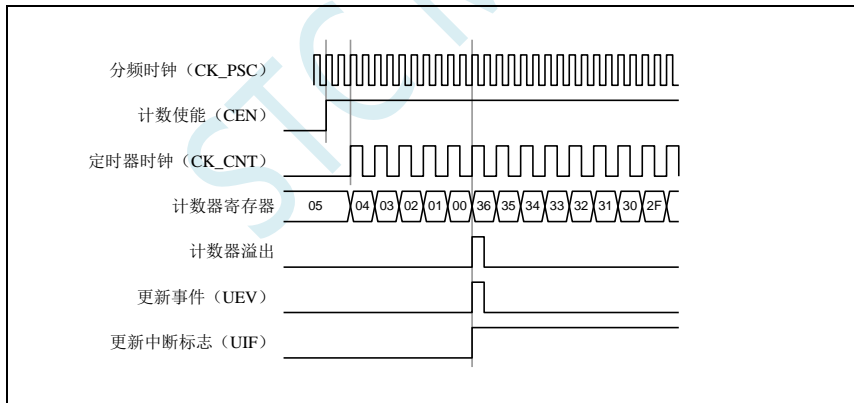 STC M
分频时钟（CK_PSC）
计数使能（CEN）
定时器时钟（CK_CNT）
计数器寄存器 05 04 03 02 01 00 36 35 34 33 32 31 30 2F
计数器溢出
更新事件（UEV）
更新中断标志（UIF）